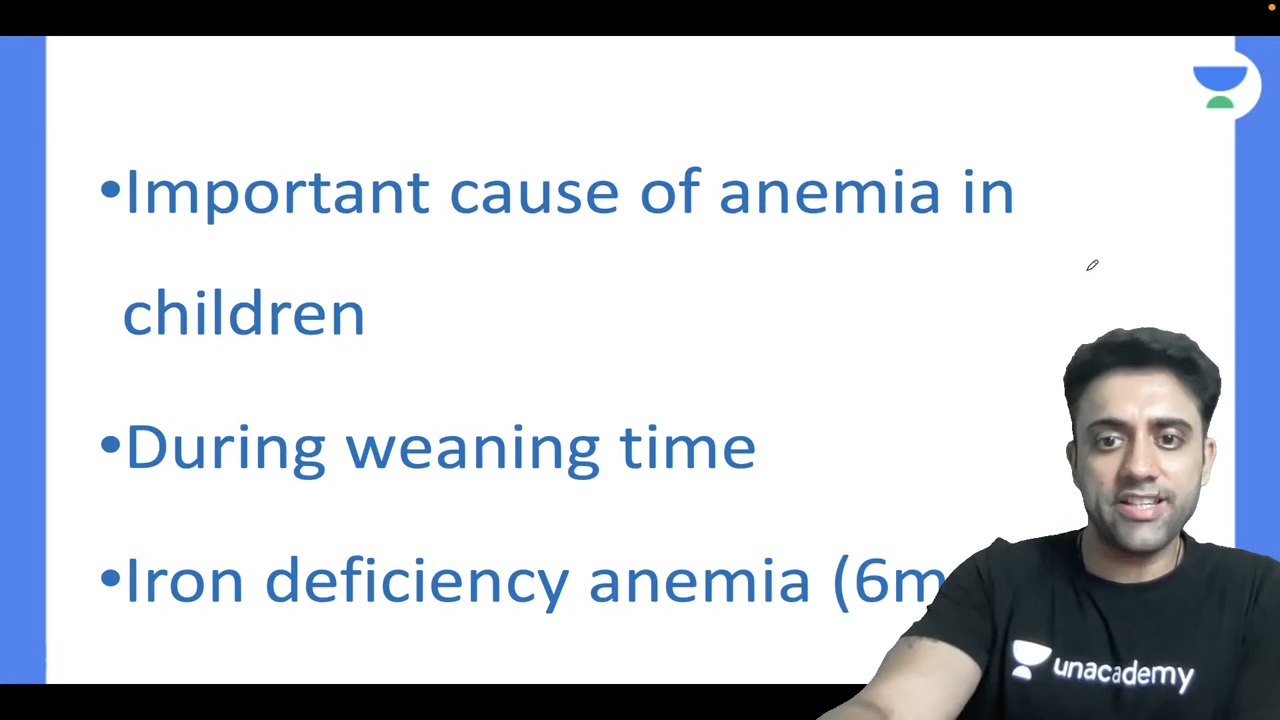 •Important cause of anemia in
children
•During weaning time
•Iron deficiency anemia (6m
unacademy